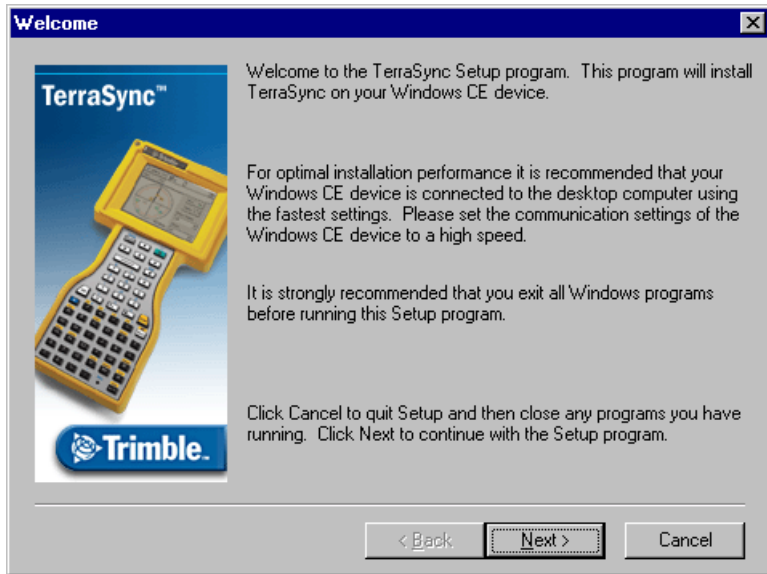 Welcome
TerraSync™
Welcome to the TerraSync Setup program.  This program will install
TerraSync on your Windows CE device.
For optimal installation performance it is recommended that your
Windows CE device is connected to the desktop computer using
the fastest settings.  Please set the communication settings of the
Windows CE device to a high speed.
It is strongly recommended that you exit all Windows programs
before running this Setup program.
Click Cancel to quit Setup and then close any programs you have
running.  Click Next to continue with the Setup program.
Trimble.
< Back
Next >
Cancel